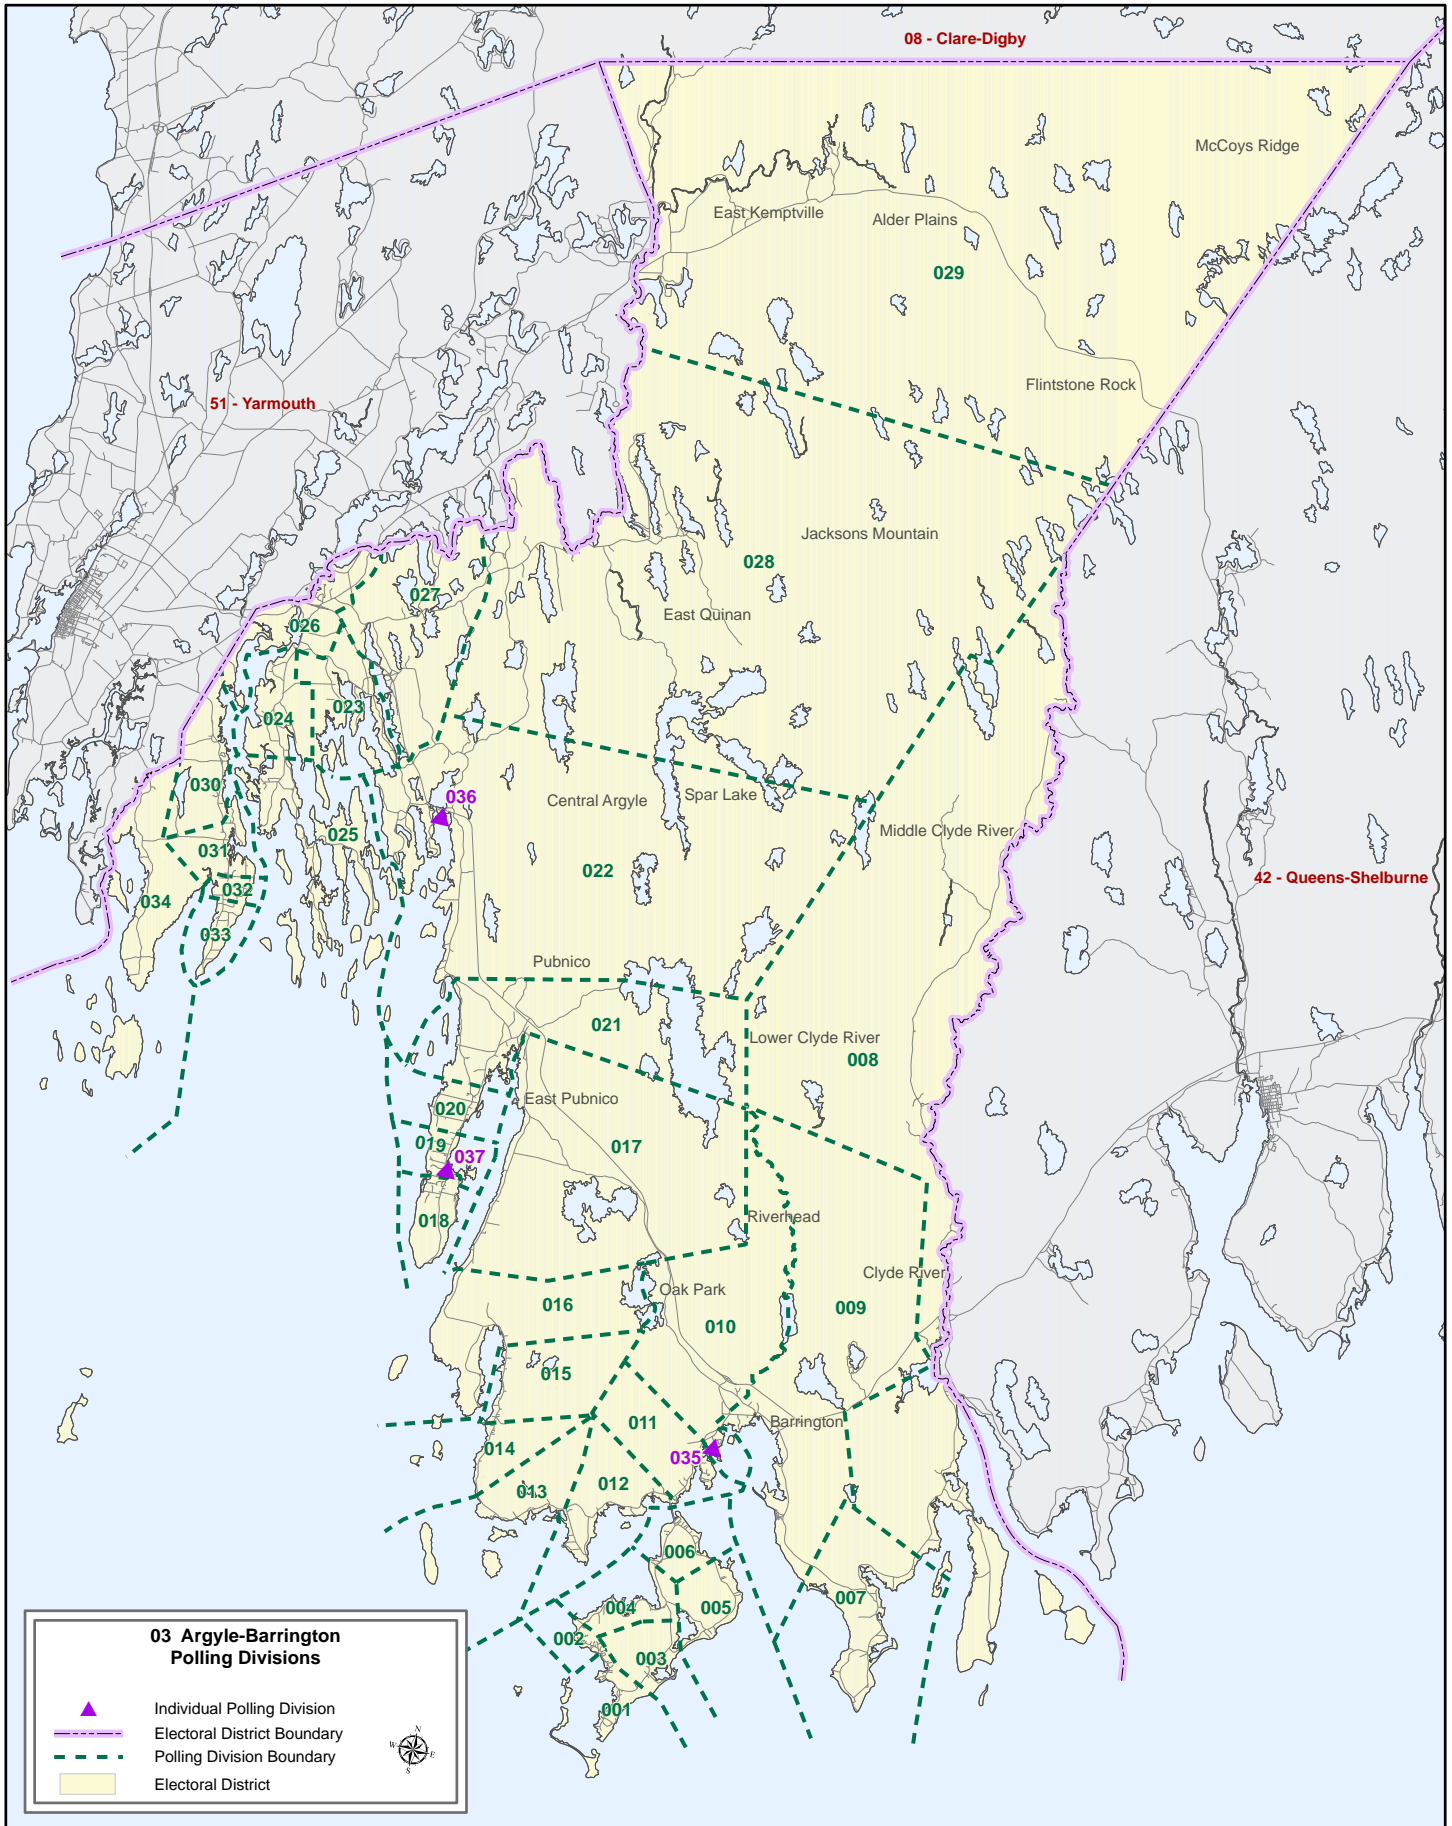 08 - Clare-Digby
McCoys Ridge
East Kemptville
Alder Plains
029
Flintstone Rock
51 - Yarmouth
Jacksons Mountain
028
027
East Quinan
026
023
024
030
036
Central Argyle
Spar Lake
025
Middle Clyde River
031
022
42 - Queens-Shelburne
032
034
033
Pubnico
021
Lower Clyde River
008
East Pubnico
020
019
017
037
018
Riverhead
Clyde River
Oak Park
016
009
010
015
011
Barrington
014
035
012
013
006
007
004
005
002
003
001
03 Argyle-Barrington
Polling Divisions
Individual Polling Division
Electoral District Boundary
Polling Division Boundary
Electoral District
N
W
E
S